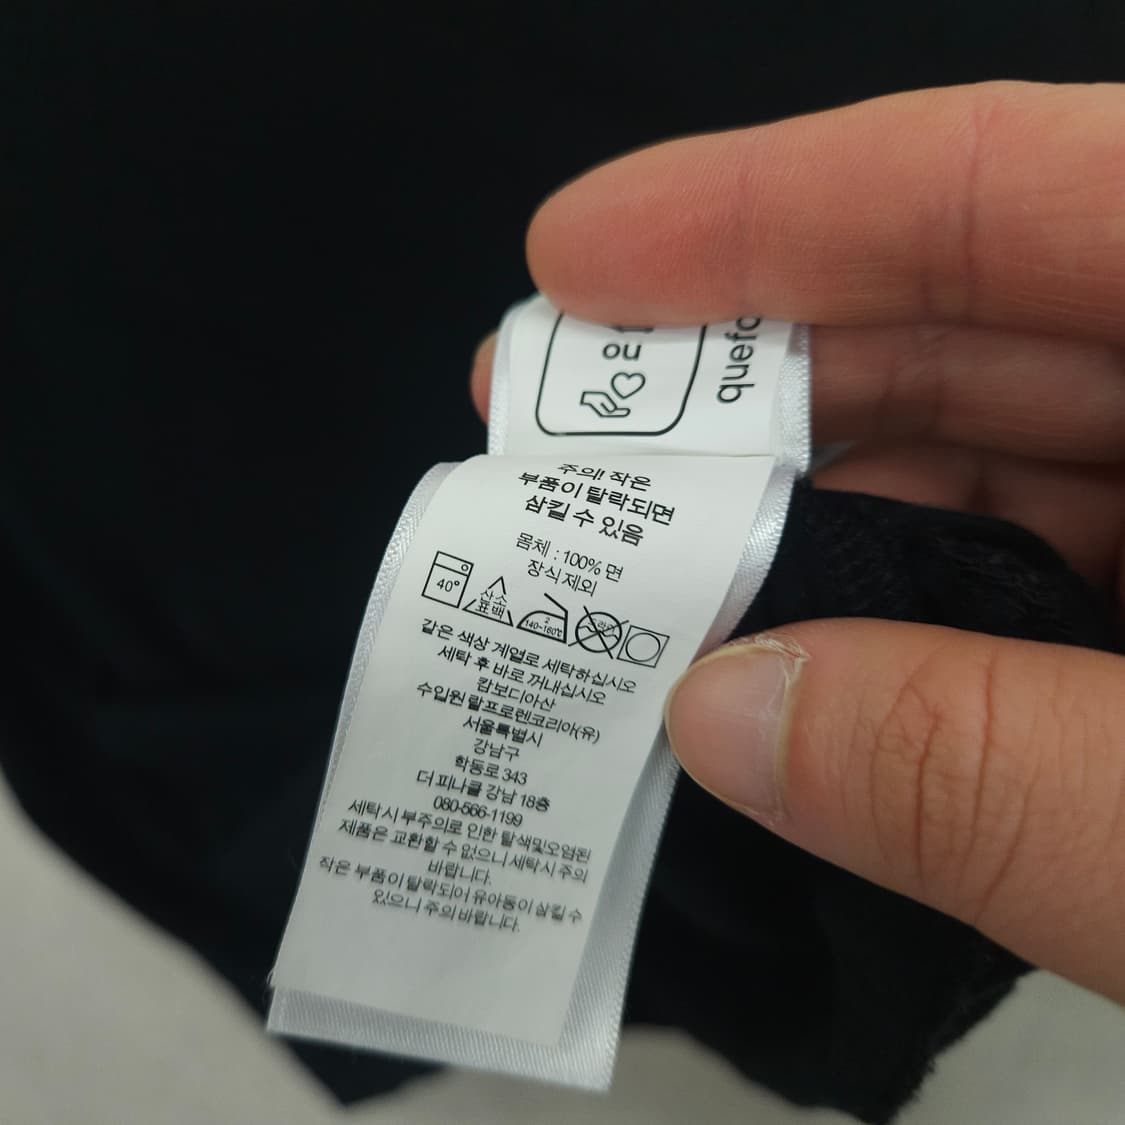 quefo
주의! 작은
부품이 탈락되면
삼킬 수 있음
몸체 : 100% 면
장식 제외
40°
산소
표백
2
140~160℃
드라이
같은 색상 계열로 세탁하십시오
세탁 후 바로 꺼내십시오
캄보디아산
수입원 랄프로렌코리아(유)
서울특별시
강남구
학동로 343
더 피나클 강남 18층
080-566-1199
세탁시 부주의로 인한 탈색및오염된
제품은 교환할 수 없으니 세탁시 주의
바랍니다.
작은 부품이 탈락되어 유아동이 삼킬 수
있으니 주의 바랍니다.